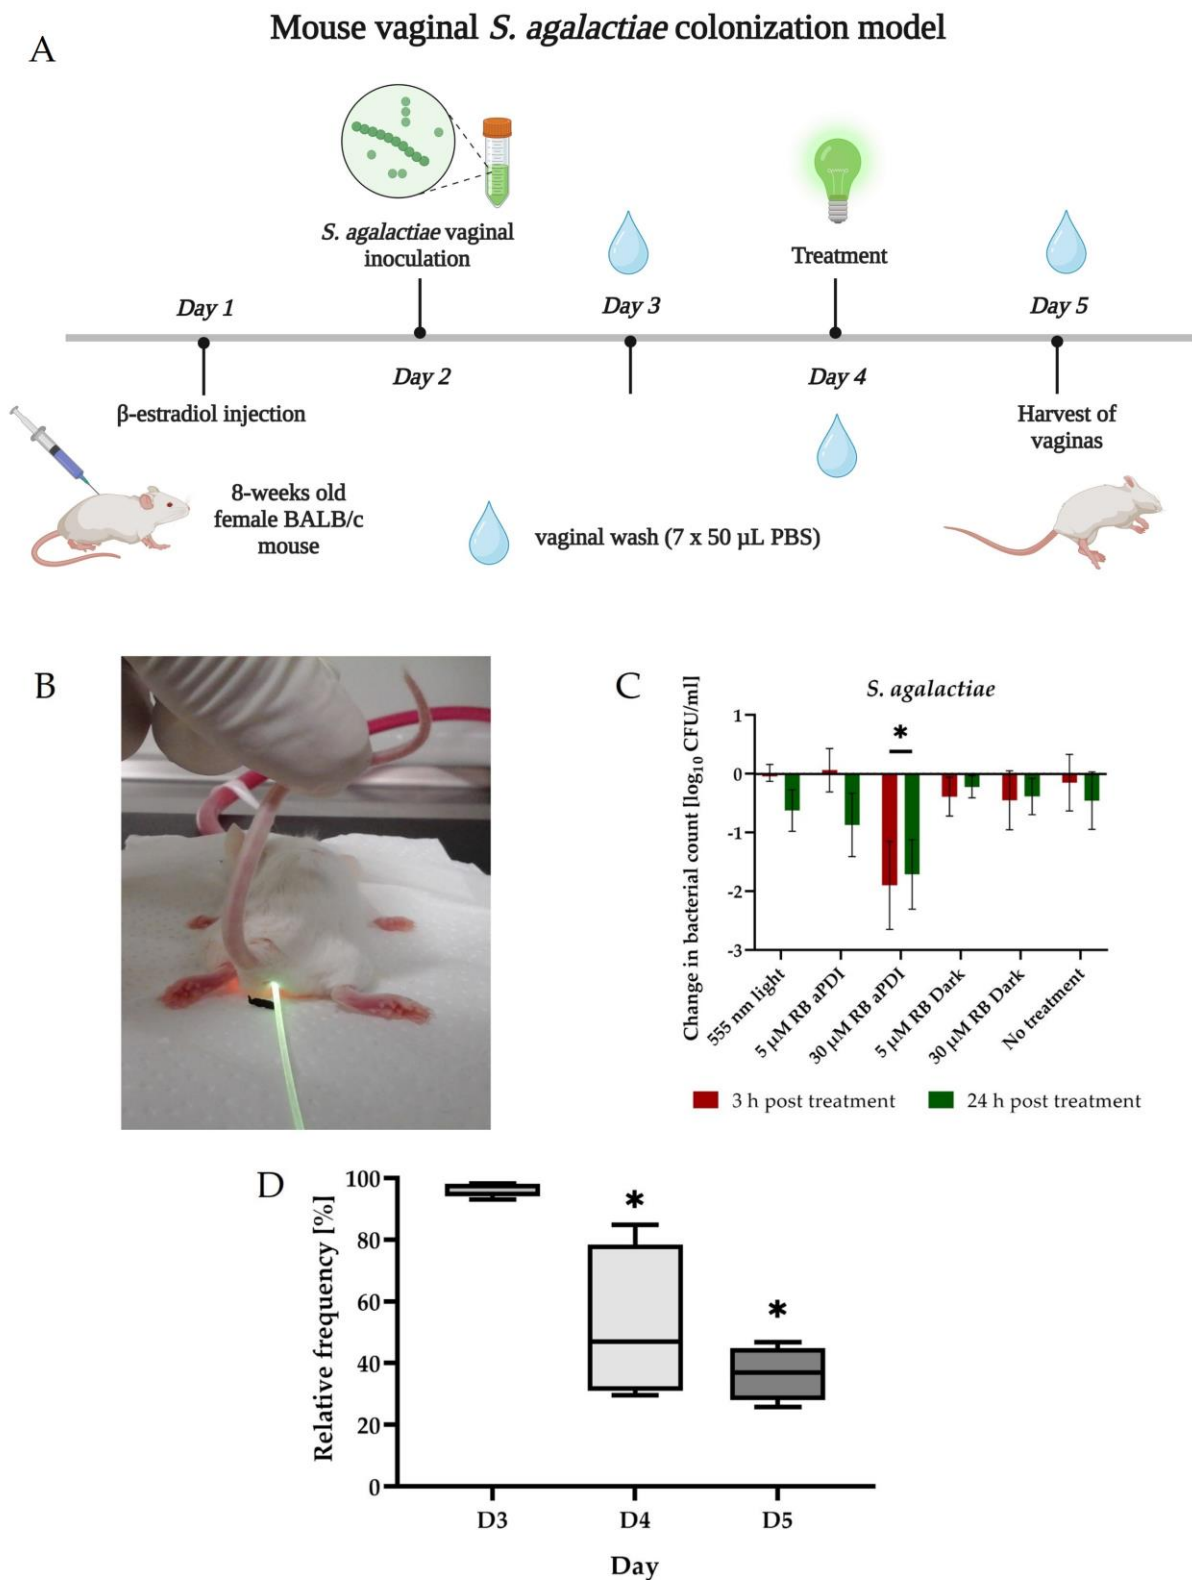 Mouse vaginal S. agalactiae colonization model
A
S. agalactiae vaginal
inoculation
Treatment
Day 1
Day 3
Day 5
Day 2
Day 4
β-estradiol injection
Harvest of
vaginas
8-weeks old
female BALB/c
mouse
vaginal wash (7 x 50 µL PBS)
B
C
S. agalactiae
Change in bacterial count [log₁₀ CFU/ml]
1
0
-1
-2
-3
*
555 nm light
5 µM RB aPDI
30 µM RB aPDI
5 µM RB Dark
30 µM RB Dark
No treatment
3 h post treatment
24 h post treatment
D
Relative frequency [%]
100
80
60
40
20
0
*
*
D3
D4
D5
Day